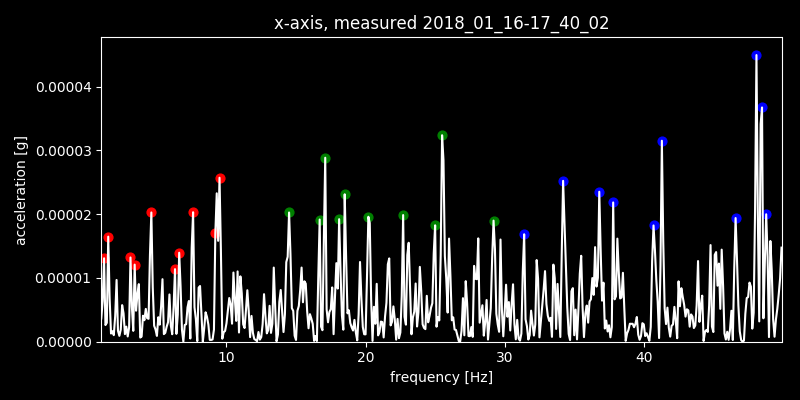 x-axis, measured 2018_01_16-17_40_02
acceleration [g]
0.00004
0.00003
0.00002
0.00001
0.00000
10 20 30 40
frequency [Hz]